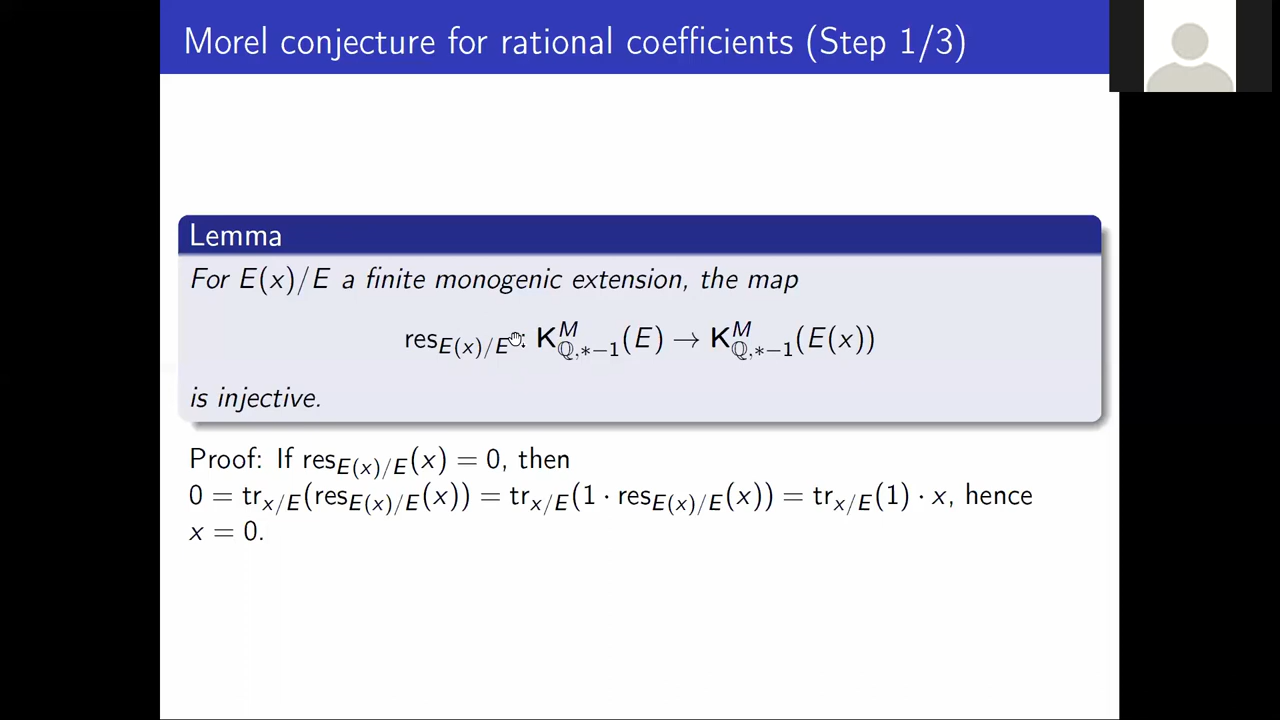 Morel conjecture for rational coefficients (Step 1/3)
Lemma
For E(x)/E a finite monogenic extension, the map
res_{E(x)/E} : K^M_{ℚ,∗−1}(E) → K^M_{ℚ,∗−1}(E(x))
is injective.
Proof: If res_{E(x)/E}(x) = 0, then
0 = tr_{x/E}(res_{E(x)/E}(x)) = tr_{x/E}(1 · res_{E(x)/E}(x)) = tr_{x/E}(1) · x, hence
x = 0.